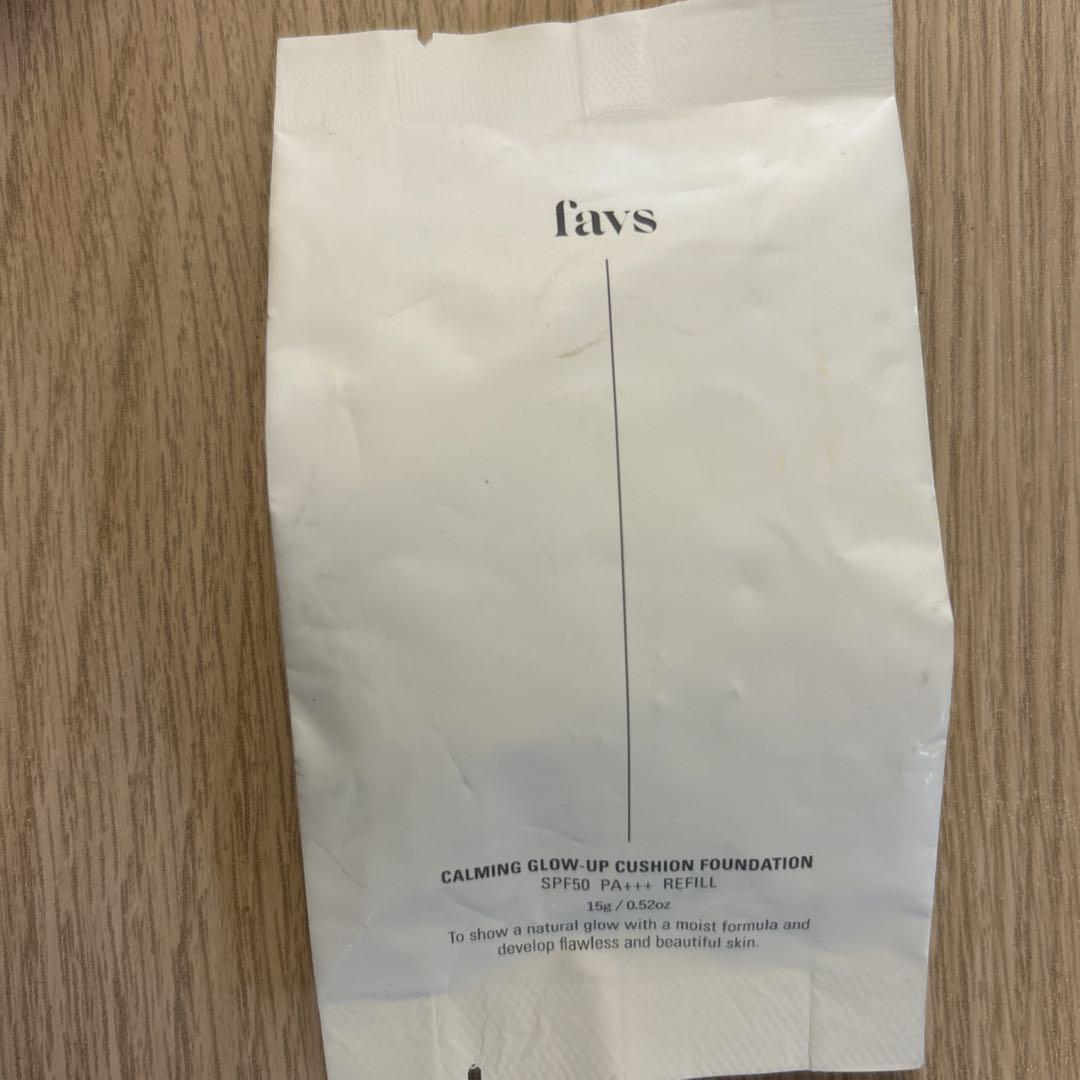 favs
CALMING GLOW-UP CUSHION FOUNDATION
SPF50 PA+++ REFILL
15g / 0.52oz
To show a natural glow with a moist formula and
develop flawless and beautiful skin.